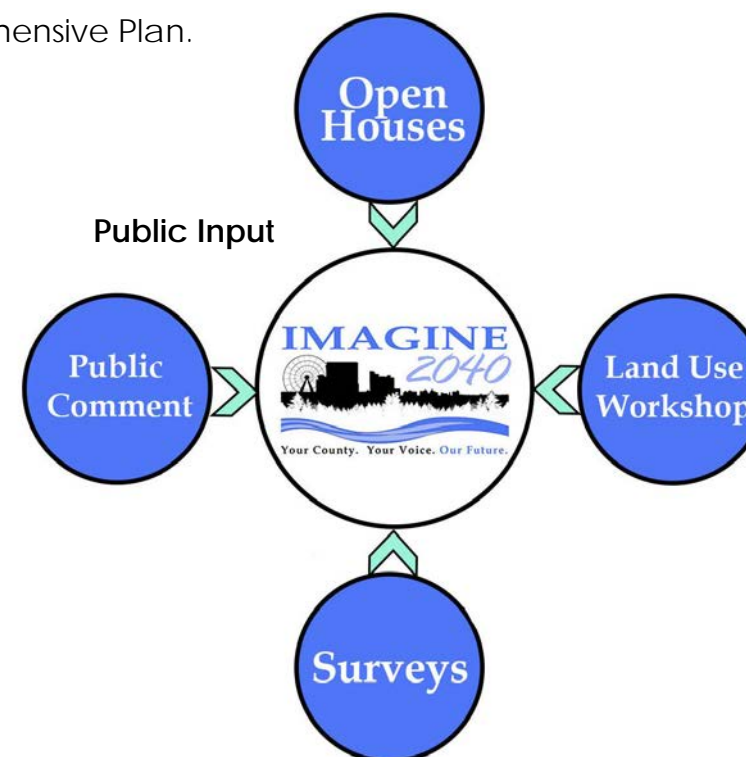 hensive Plan.
Open
Houses
Public Input
Public
Comment
IMAGINE
2040
Your County. Your Voice. Our Future.
Land Use
Workshop
Surveys